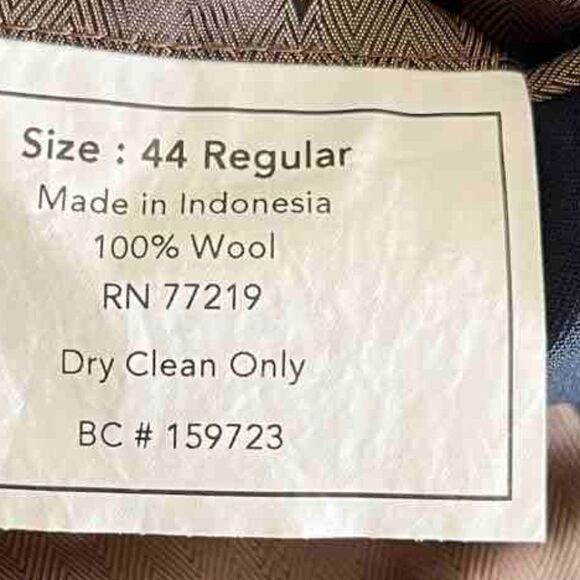 Size : 44 Regular
Made in Indonesia
100% Wool
RN 77219
Dry Clean Only
BC # 159723